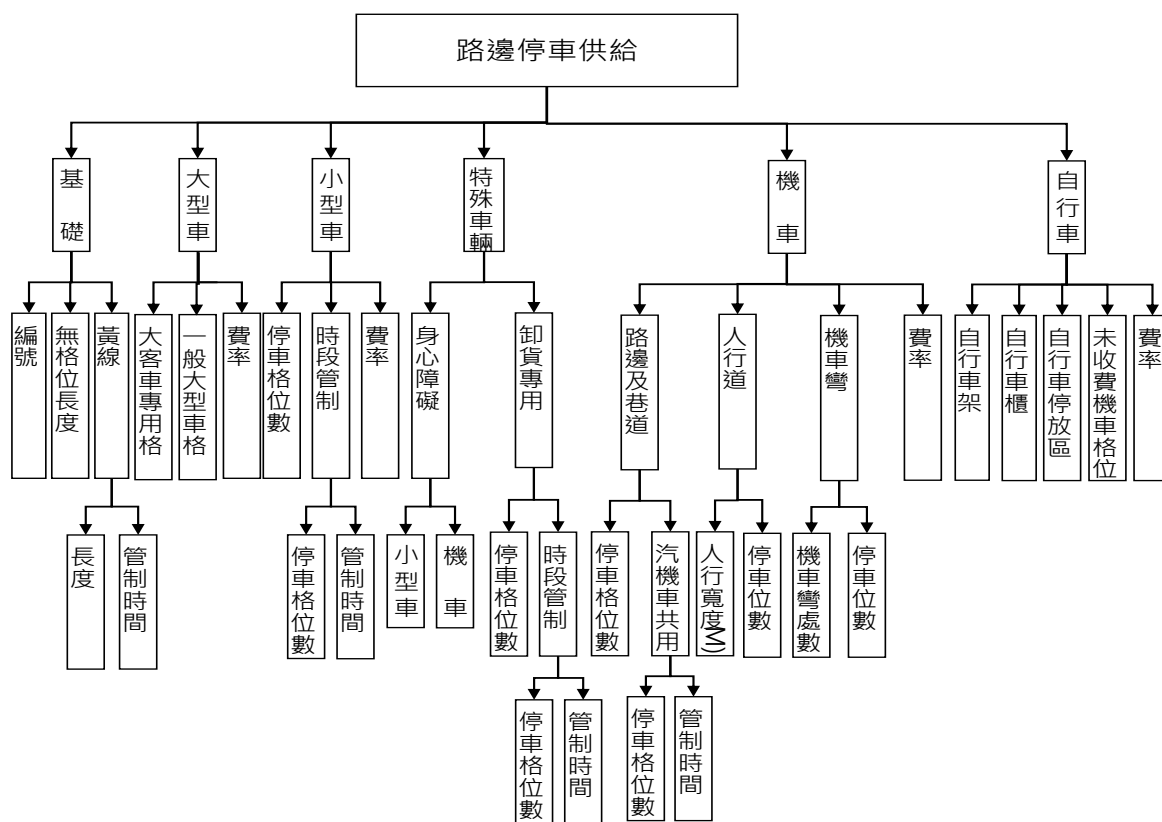 路邊停車供給
基礎
大型車
小型車
特殊車輛
機車
自行車
編號
無格位長度
黃線
大客車專用格
一般大型車格
費率
停車格位數
時段管制
費率
身心障礙
卸貨專用
路邊及巷道
人行道
機車彎
費率
自行車架
自行車櫃
自行車停放區
未收費機車格位
費率
長度
管制時間
停車格位數
管制時間
小型車
機車
停車格位數
時段管制
停車格位數
汽機車共用
人行寬度M)
停車位數
機車彎處數
停車位數
停車格位數
管制時間
停車格位數
管制時間